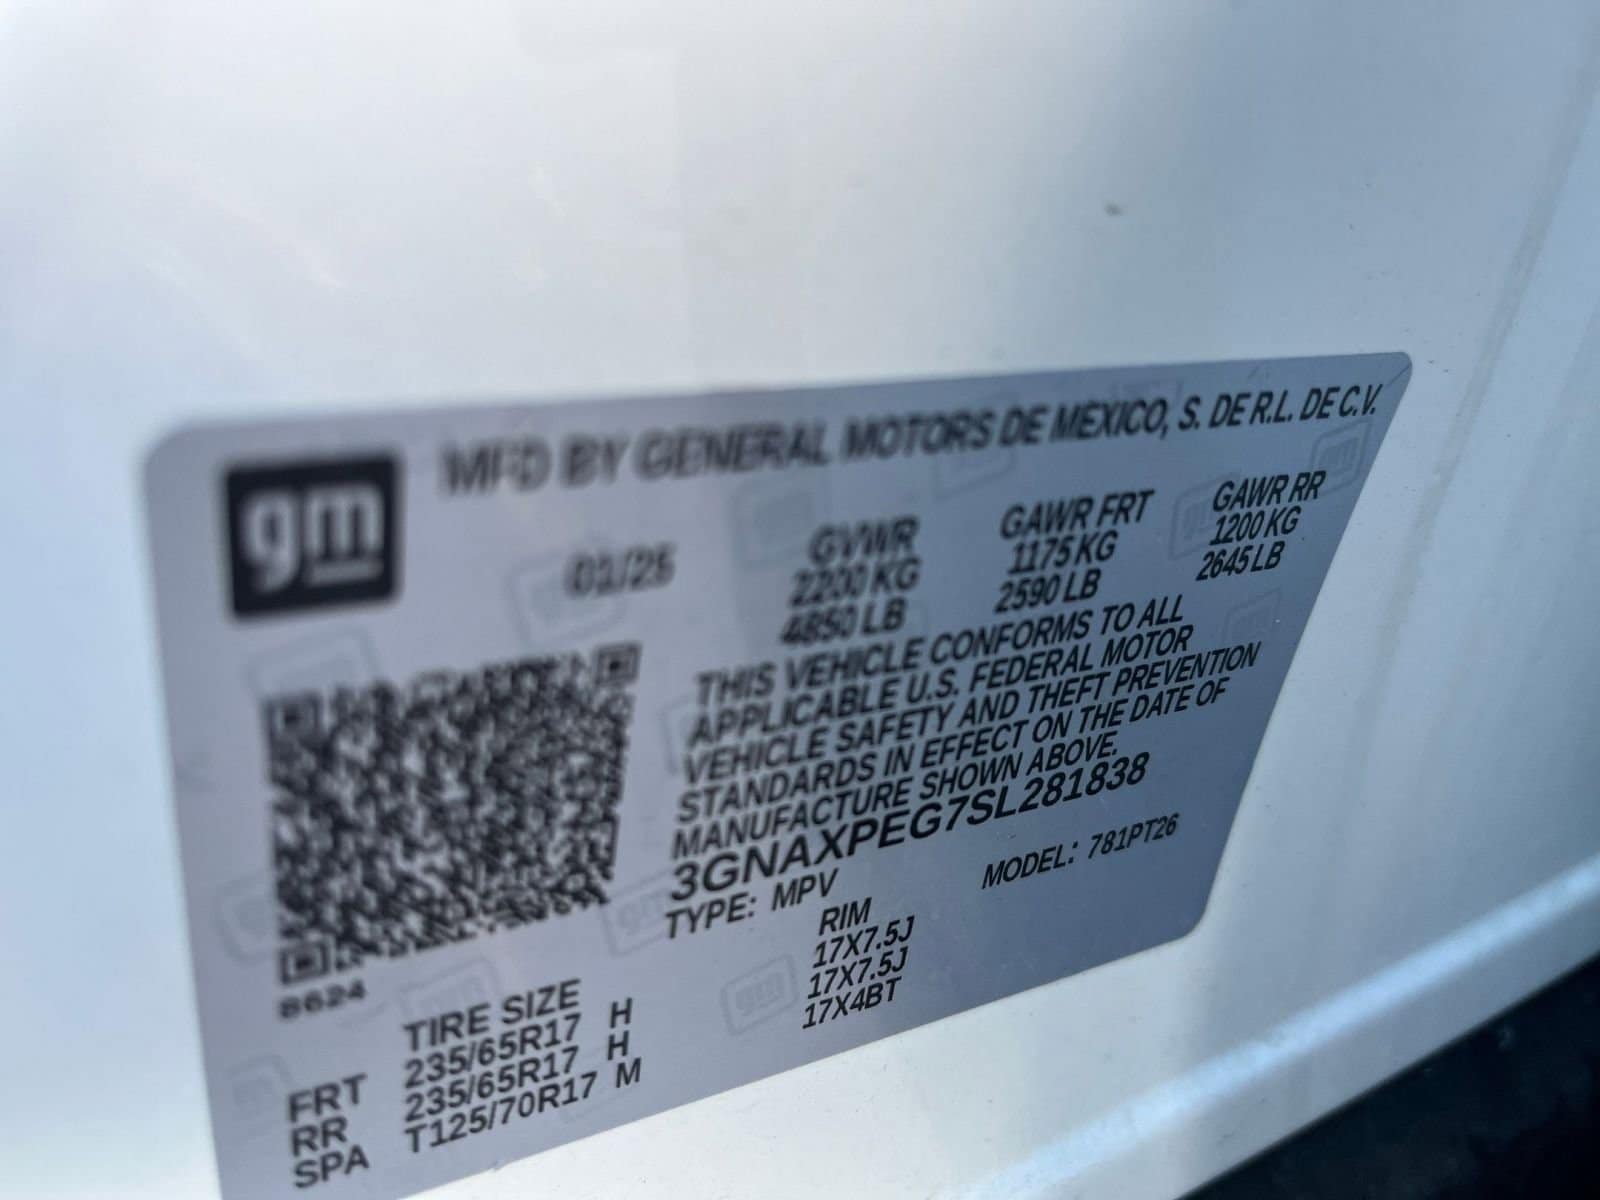 gm
MFD BY GENERAL MOTORS DE MEXICO, S. DE R.L. DE C.V.
01/25
GVWR GAWR FRT GAWR RR
2200 KG 1175 KG 1200 KG
4850 LB 2590 LB 2645 LB
THIS VEHICLE CONFORMS TO ALL
APPLICABLE U.S. FEDERAL MOTOR
VEHICLE SAFETY AND THEFT PREVENTION
STANDARDS IN EFFECT ON THE DATE OF
MANUFACTURE SHOWN ABOVE.
3GNAXPEG7SL281838
TYPE: MPV MODEL: 781PT26
8624
TIRE SIZE RIM
FRT 235/65R17 H 17X7.5J
RR 235/65R17 H 17X7.5J
SPA T125/70R17 M 17X4BT